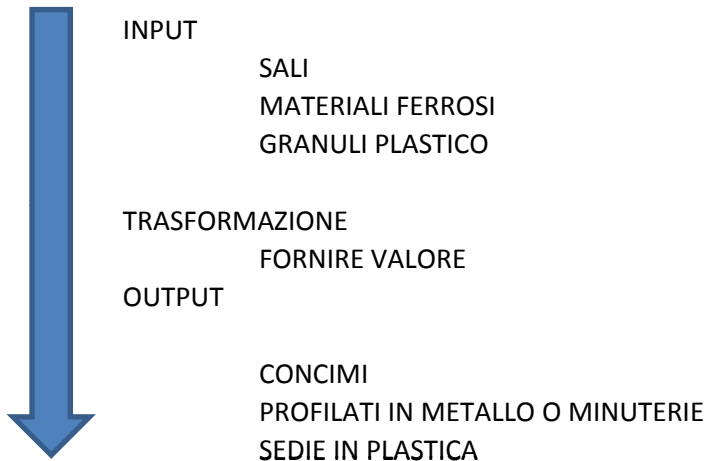 INPUT
SALI
MATERIALI FERROSI
GRANULI PLASTICO
TRASFORMAZIONE
FORNIRE VALORE
OUTPUT
CONCIMI
PROFILATI IN METALLO O MINUTERIE
SEDIE IN PLASTICA